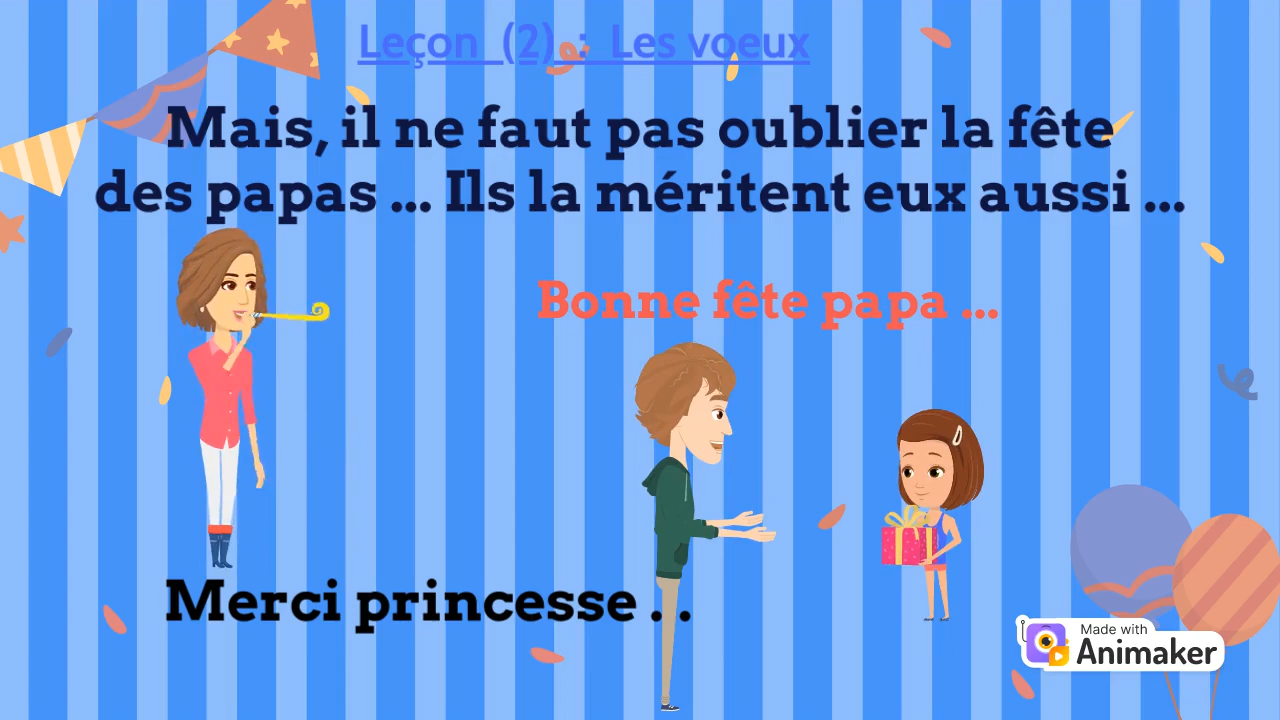 Leçon (2) : Les voeux
Mais, il ne faut pas oublier la fête
des papas ... Ils la méritent eux aussi ...
Bonne fête papa ...
Merci princesse . .
Made with
Animaker